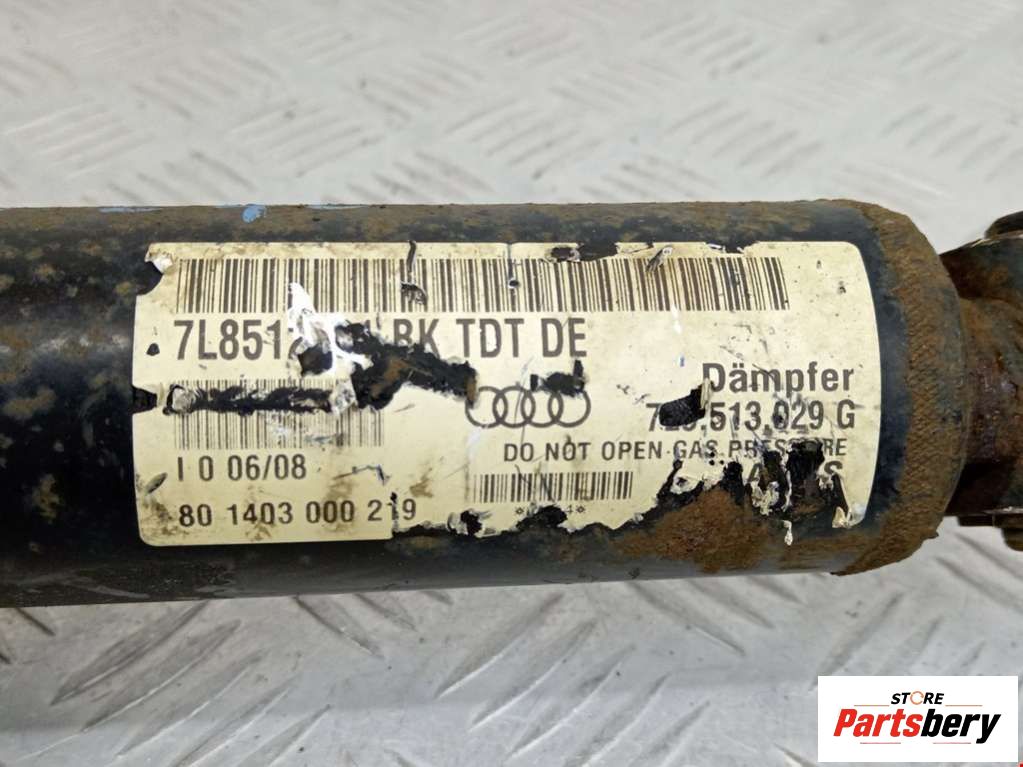 BK TDT DE
Dämpfer
.513.029 G
DO NOT OPEN-GAS PRESSURE
I 0 06/08
80 1403 000 219
STORE
Partsbery